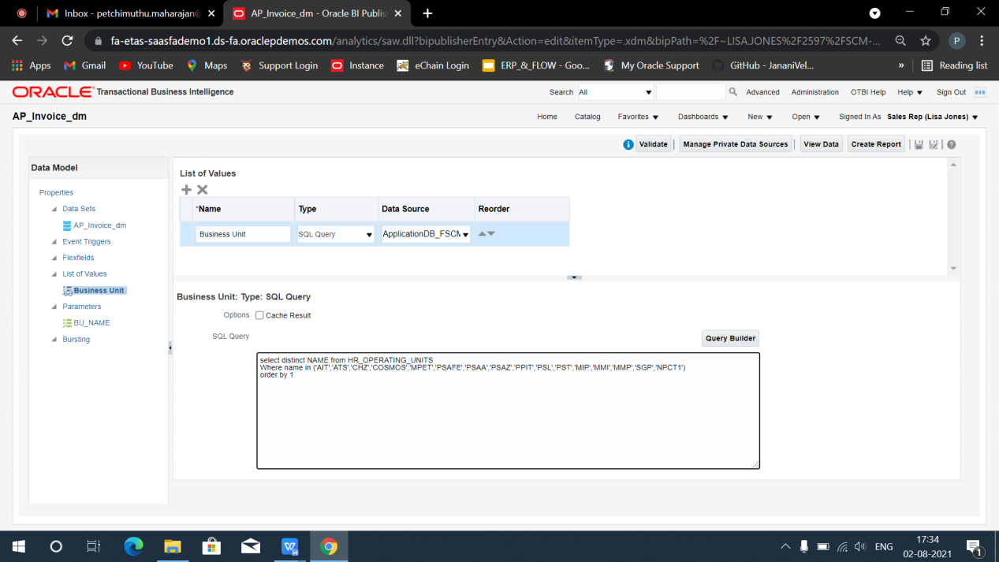 Inbox - petchimuthu.maharajan@
AP_Invoice_dm - Oracle BI Publis
fa-etas-saasfademo1.ds-fa.oraclepdemos.com/analytics/saw.dll?bipublisherEntry&Action=edit&itemType=.xdm&bipPath=%2F~LISA.JONES%2F2597%2FSCM-...
P
Apps
Gmail
YouTube
Maps
Support Login
Instance
eChain Login
ERP_&_FLOW - Goo...
My Oracle Support
GitHub - JananiVel...
»
Reading list
ORACLE Transactional Business Intelligence
Search All
Advanced
Administration
OTBI Help
Help
Sign Out
AP_Invoice_dm
Home
Catalog
Favorites
Dashboards
New
Open
Signed In As Sales Rep (Lisa Jones)
Validate
Manage Private Data Sources
View Data
Create Report
Data Model
Properties
Data Sets
AP_Invoice_dm
Event Triggers
Flexfields
List of Values
Business Unit
Parameters
BU_NAME
Bursting
List of Values
*Name
Type
Data Source
Reorder
Business Unit
SQL Query
ApplicationDB_FSCM
Business Unit: Type: SQL Query
Options
Cache Result
SQL Query
Query Builder
select distinct NAME from HR_OPERATING_UNITS
Where name in ('AIT','ATS','CHZ','COSMOS','MPET','PSAFE','PSAA','PSAZ','PPIT','PSL','PST','MIP','MMI','MMP','SGP','NPCT1')
order by 1
ENG
17:34
02-08-2021
1